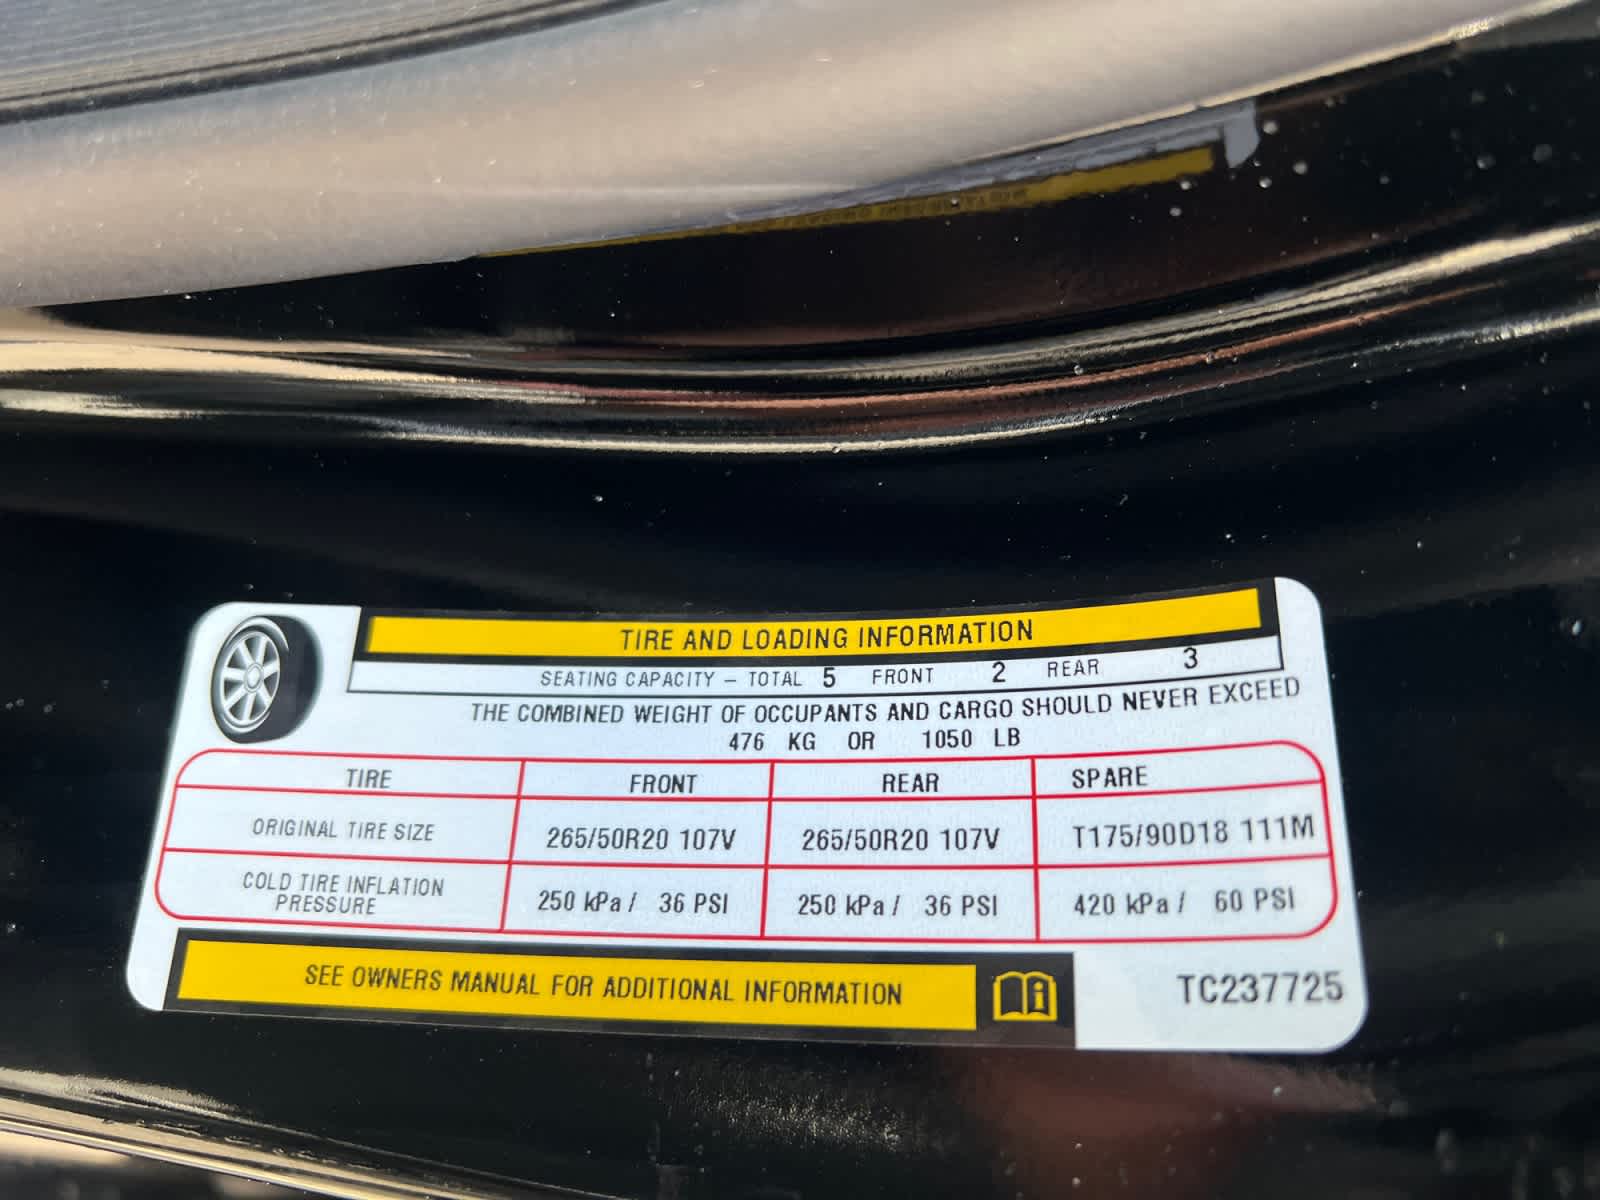 TIRE AND LOADING INFORMATION
SEATING CAPACITY – TOTAL 5 FRONT 2 REAR 3
THE COMBINED WEIGHT OF OCCUPANTS AND CARGO SHOULD NEVER EXCEED
476 KG OR 1050 LB
TIRE FRONT REAR SPARE
ORIGINAL TIRE SIZE 265/50R20 107V 265/50R20 107V T175/90D18 111M
COLD TIRE INFLATION
PRESSURE 250 kPa / 36 PSI 250 kPa / 36 PSI 420 kPa / 60 PSI
SEE OWNERS MANUAL FOR ADDITIONAL INFORMATION
TC237725